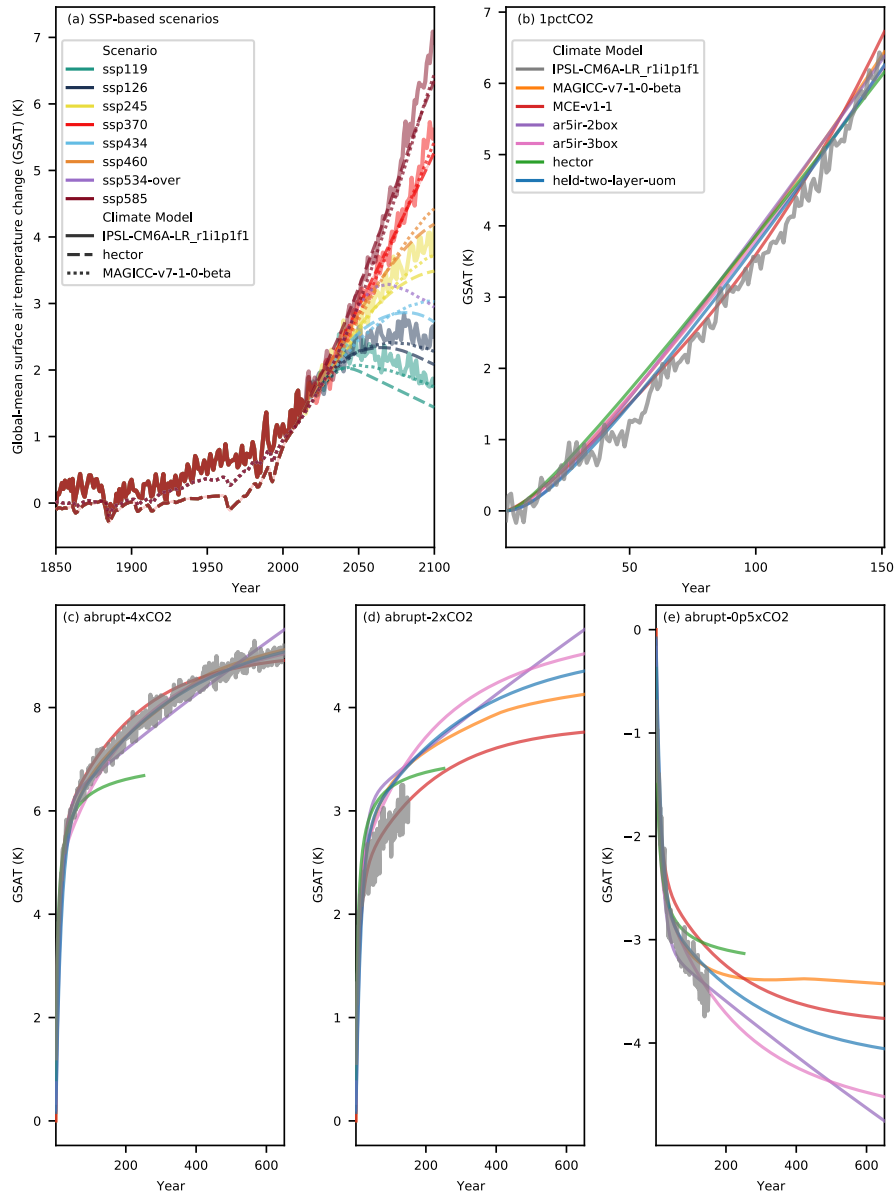 (a) SSP-based scenarios
Global-mean surface air temperature change (GSAT) (K)
7
6
5
4
3
2
1
0
Scenario
ssp119
ssp126
ssp245
ssp370
ssp434
ssp460
ssp534-over
ssp585
Climate Model
IPSL-CM6A-LR_r1i1p1f1
hector
MAGICC-v7-1-0-beta
1850
1900
1950
2000
2050
2100
Year
(b) 1pctCO2
GSAT (K)
7
6
5
4
3
2
1
0
Climate Model
IPSL-CM6A-LR_r1i1p1f1
MAGICC-v7-1-0-beta
MCE-v1-1
ar5ir-2box
ar5ir-3box
hector
held-two-layer-uom
50
100
150
Year
(c) abrupt-4xCO2
GSAT (K)
8
6
4
2
0
200
400
600
Year
(d) abrupt-2xCO2
GSAT (K)
4
3
2
1
0
200
400
600
Year
(e) abrupt-0p5xCO2
GSAT (K)
0
−1
−2
−3
−4
200
400
600
Year